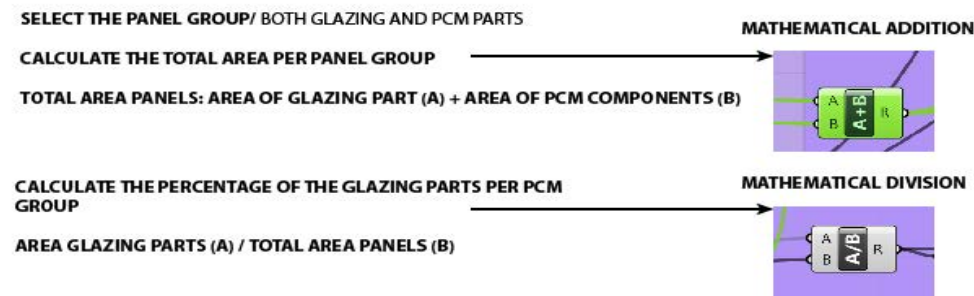 SELECT THE PANEL GROUP/ BOTH GLAZING AND PCM PARTS
MATHEMATICAL ADDITION
CALCULATE THE TOTAL AREA PER PANEL GROUP
TOTAL AREA PANELS: AREA OF GLAZING PART (A) + AREA OF PCM COMPONENTS (B)
A
B
A+B
R
CALCULATE THE PERCENTAGE OF THE GLAZING PARTS PER PCM
GROUP
MATHEMATICAL DIVISION
AREA GLAZING PARTS (A) / TOTAL AREA PANELS (B)
A
B
A/B
R